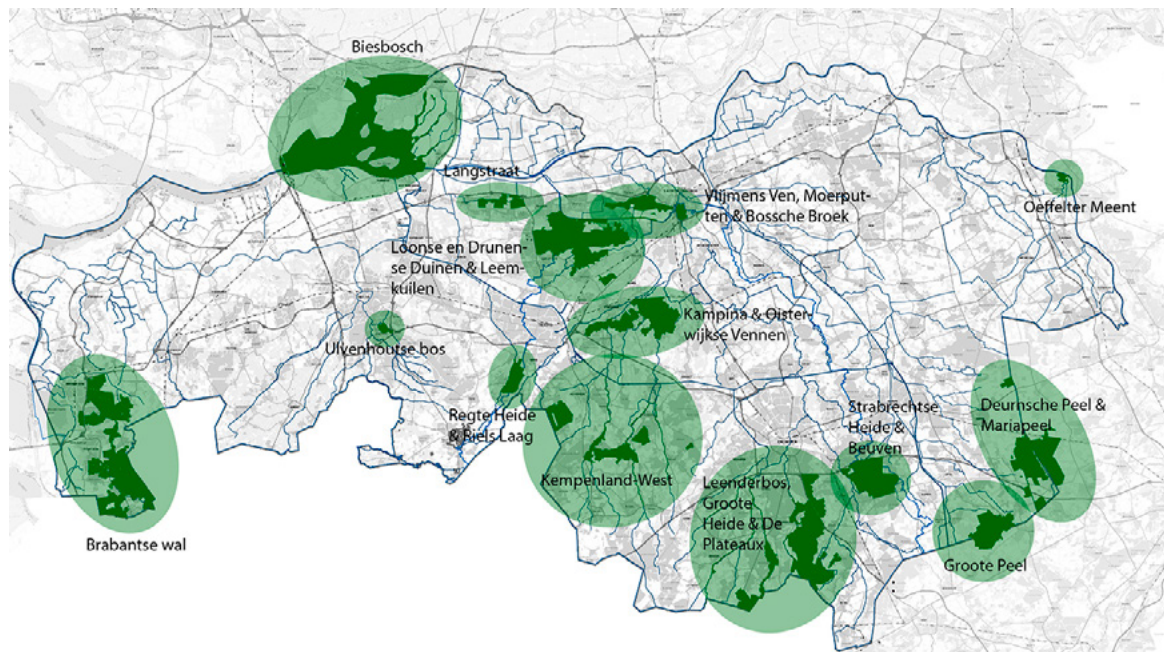 Biesbosch
Langstraat
Vlijmens Ven, Moerput-
ten & Bossche Broek
Oeffelter Meent
Loonse en Drunen-
se Duinen & Leem-
kuilen
Kampina & Oister-
wijkse Vennen
Ulvenhoutse bos
Regte Heide
& Riels Laag
Strabrechtse
Heide &
Beuven
Deurnsche Peel &
Mariapeel
Kempenland-West
Leenderbos,
Groote
Heide & De
Plateaux
Brabantse wal
Groote Peel